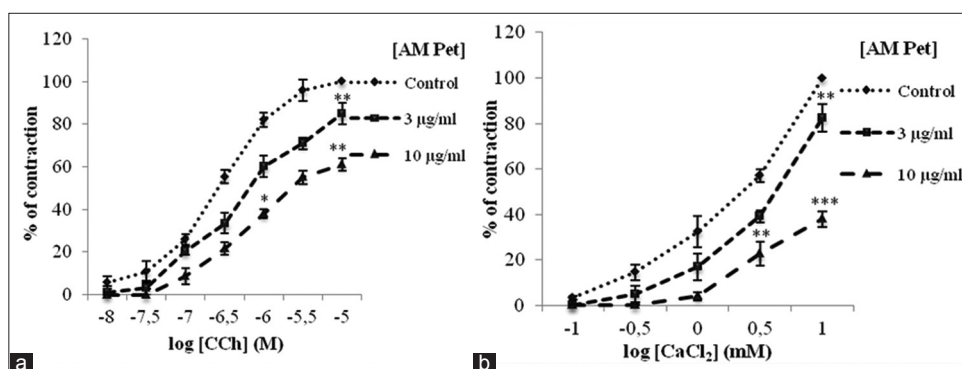 [AM Pet]
Control
3 µg/ml
10 µg/ml
% of contraction
120
100
80
60
40
20
0
**
**
*
-8 -7,5 -7 -6,5 -6 -5,5 -5
log [CCh] (M)
a
[AM Pet]
Control
3 µg/ml
10 µg/ml
% of contraction
120
100
80
60
40
20
0
**
***
**
-1 -0,5 0 0,5 1
log [CaCl₂] (mM)
b